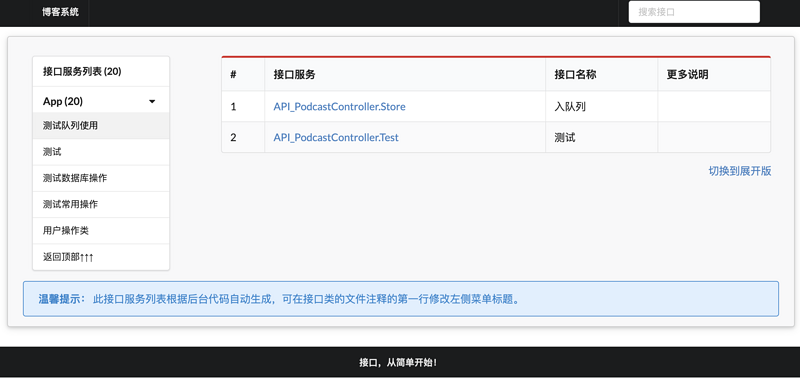 博客系统
搜索接口
接口服务列表 (20)
App (20)
测试队列使用
测试
测试数据库操作
测试常用操作
用户操作类
返回顶部↑↑↑
# 接口服务 接口名称 更多说明
1 API_PodcastController.Store 入队列
2 API_PodcastController.Test 测试
切换到展开版
温馨提示： 此接口服务列表根据后台代码自动生成，可在接口类的文件注释的第一行修改左侧菜单标题。
接口，从简单开始！